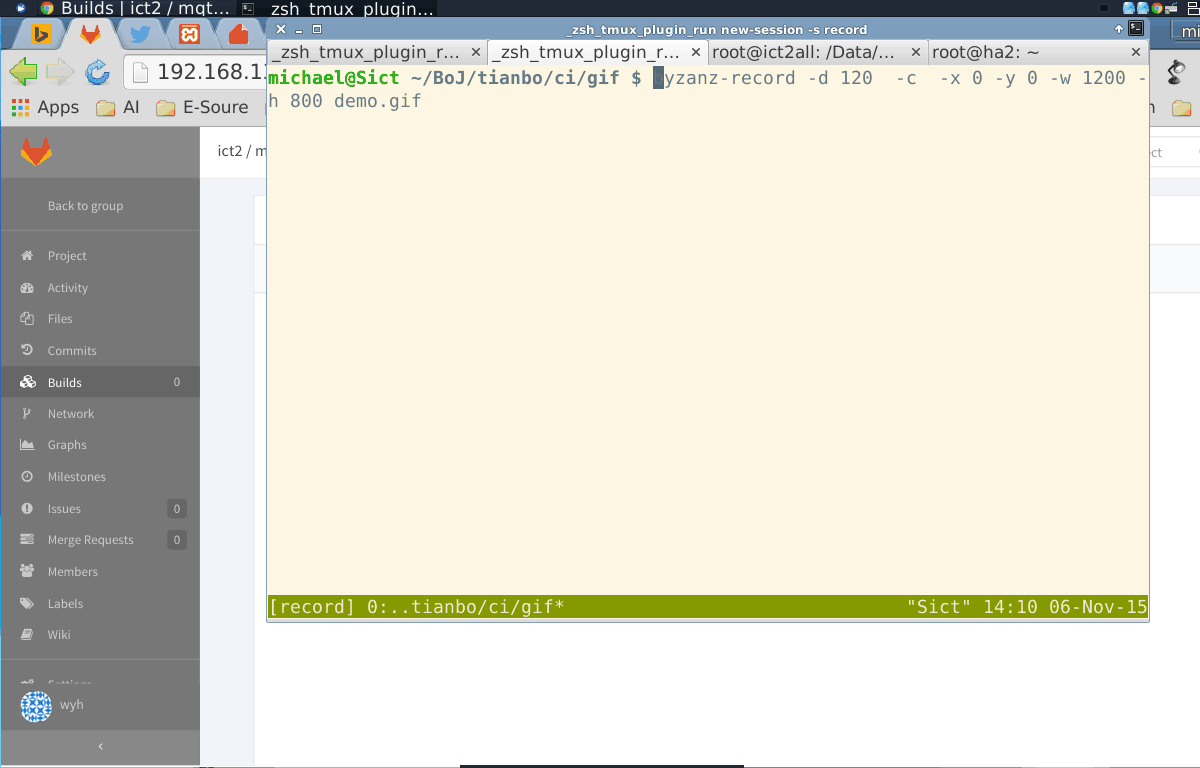 Builds | ict2 / mqt... zsh_tmux_plugin...
_zsh_tmux_plugin_run new-session -s record
_zsh_tmux_plugin_r... _zsh_tmux_plugin_r... root@ict2all: /Data/... root@ha2: ~
192.168.1
michael@Sict ~/BoJ/tianbo/ci/gif $ byzanz-record -d 120 -c -x 0 -y 0 -w 1200 -
h 800 demo.gif
Apps AI E-Soure
ict2 / m
ect
Back to group
Project
Activity
Files
Commits
Builds 0
Network
Graphs
Milestones
Issues 0
Merge Requests 0
Members
Labels
Wiki
Settings
wyh
[record] 0:..tianbo/ci/gif* "Sict" 14:10 06-Nov-15